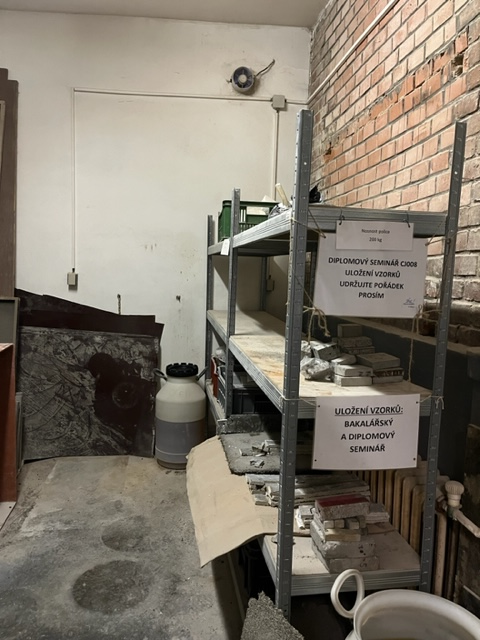 Nosnost police
200 kg
DIPLOMOVÝ SEMINÁŘ CJ008
ULOŽENÍ VZORKŮ
UDRŽUJTE POŘÁDEK
PROSÍM
ULOŽENÍ VZORKŮ:
BAKALÁŘSKÝ
A DIPLOMOVÝ
SEMINÁŘ